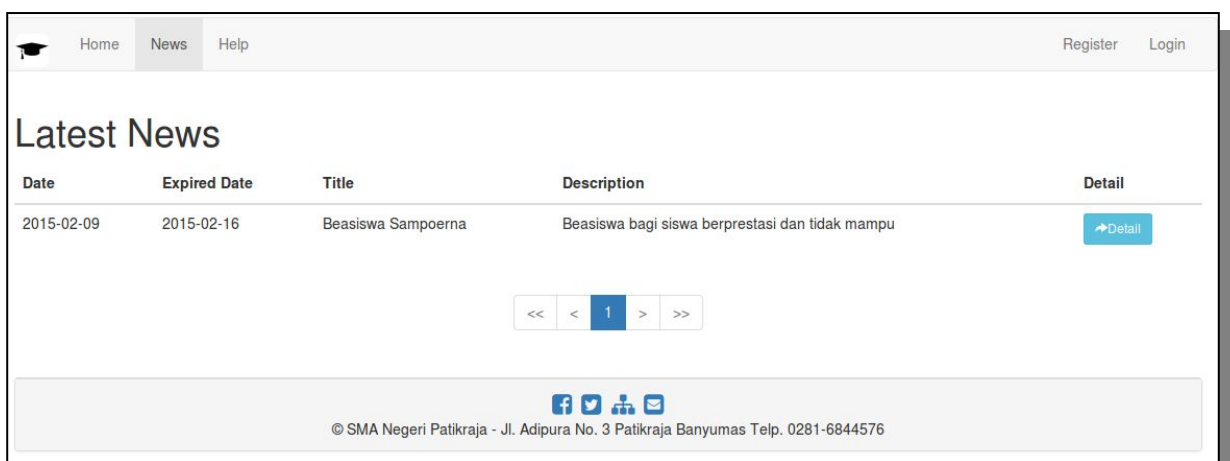 Home News Help Register Login
Latest News
Date Expired Date Title Description Detail
2015-02-09 2015-02-16 Beasiswa Sampoerna Beasiswa bagi siswa berprestasi dan tidak mampu Detail
<< < 1 > >>
© SMA Negeri Patikraja - Jl. Adipura No. 3 Patikraja Banyumas Telp. 0281-6844576